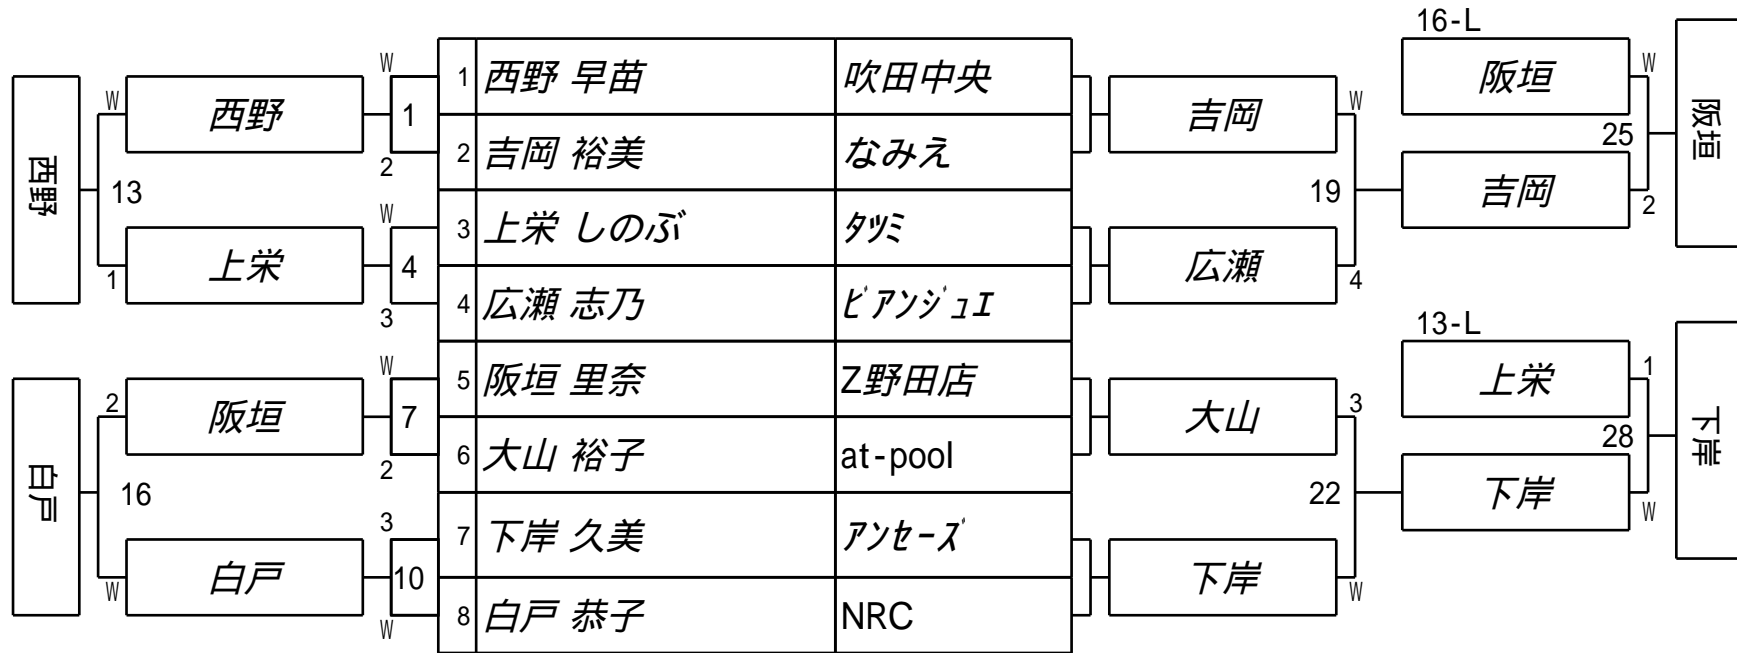 16-L
W 1 西野 早苗 吹田中央 阪垣 W
W 西野 1 吉岡 W 阪垣
2 2 吉岡 裕美 なみえ 25
西野 13 19 吉岡 2
W 3 上栄 しのぶ タツミ
1 上栄 4 広瀬 4
3 4 広瀬 志乃 ビアンジュエ
13-L
W 5 阪垣 里奈 Z野田店 上栄 1
2 阪垣 7 大山 3 下岸
2 6 大山 裕子 at-pool 28
白戸 16 22 下岸 W
3 7 下岸 久美 アンセーズ
W 白戸 10 下岸 W
W 8 白戸 恭子 NRC